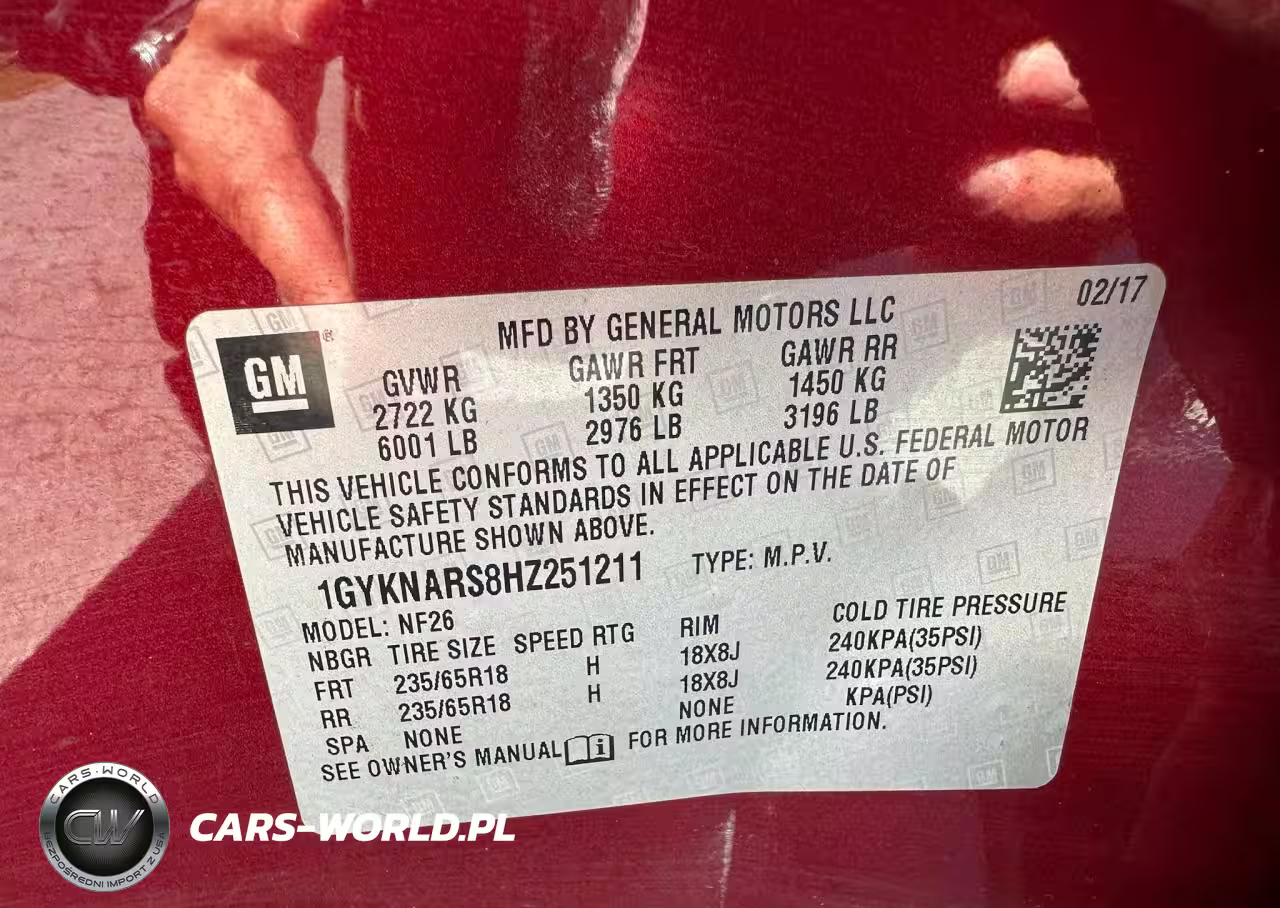 02/17
MFD BY GENERAL MOTORS LLC
GM ®
GVWR GAWR FRT GAWR RR
2722 KG 1350 KG 1450 KG
6001 LB 2976 LB 3196 LB
THIS VEHICLE CONFORMS TO ALL APPLICABLE U.S. FEDERAL MOTOR
VEHICLE SAFETY STANDARDS IN EFFECT ON THE DATE OF
MANUFACTURE SHOWN ABOVE.
1GYKNARS8HZ251211 TYPE: M.P.V.
MODEL: NF26
NBGR TIRE SIZE SPEED RTG RIM COLD TIRE PRESSURE
FRT 235/65R18 H 18X8J 240KPA(35PSI)
RR 235/65R18 H 18X8J 240KPA(35PSI)
SPA NONE NONE KPA(PSI)
SEE OWNER'S MANUAL FOR MORE INFORMATION.
CARS-WORLD
CW
BEZPOŚREDNI IMPORT Z USA
CARS-WORLD.PL